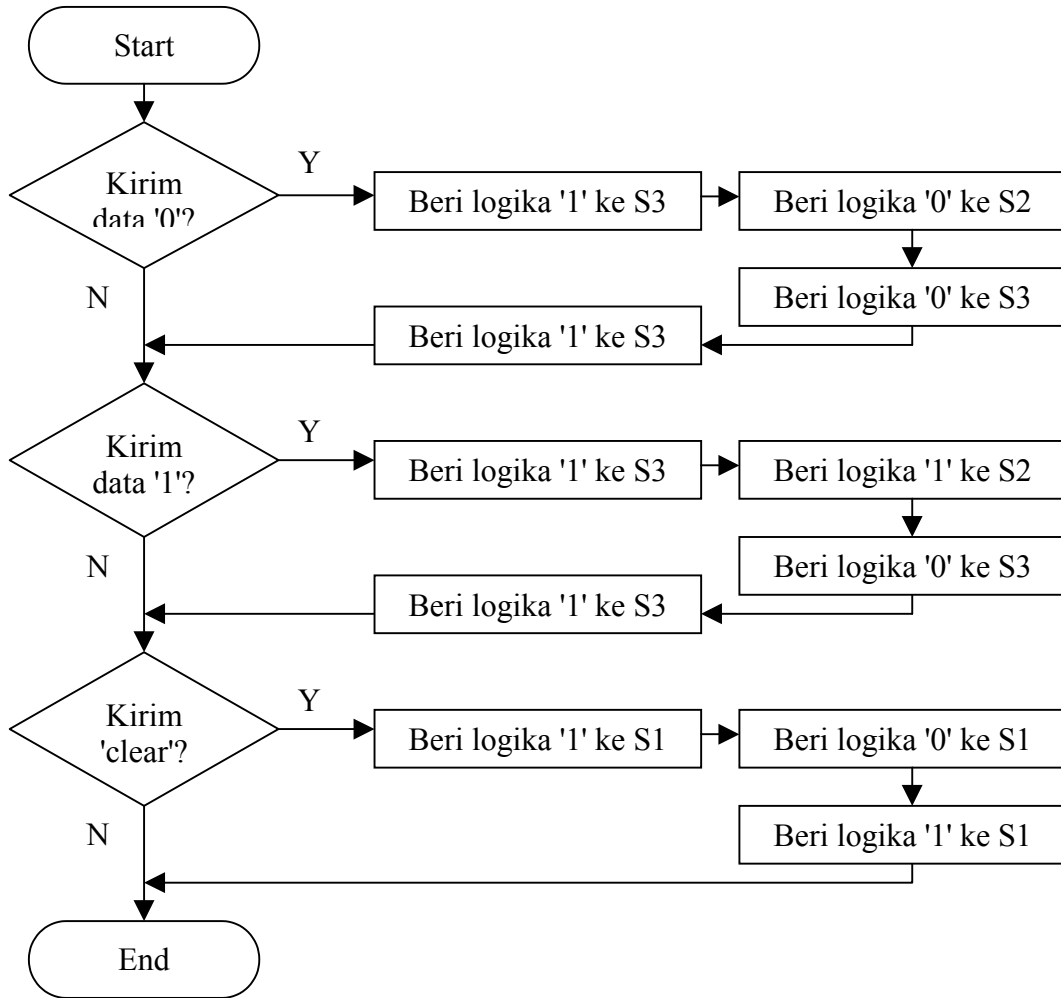 Start
Kirim
data '0'?
Y
Beri logika '1' ke S3
Beri logika '0' ke S2
Beri logika '0' ke S3
Beri logika '1' ke S3
N
Kirim
data '1'?
Y
Beri logika '1' ke S3
Beri logika '1' ke S2
Beri logika '0' ke S3
Beri logika '1' ke S3
N
Kirim
'clear'?
Y
Beri logika '1' ke S1
Beri logika '0' ke S1
Beri logika '1' ke S1
N
End